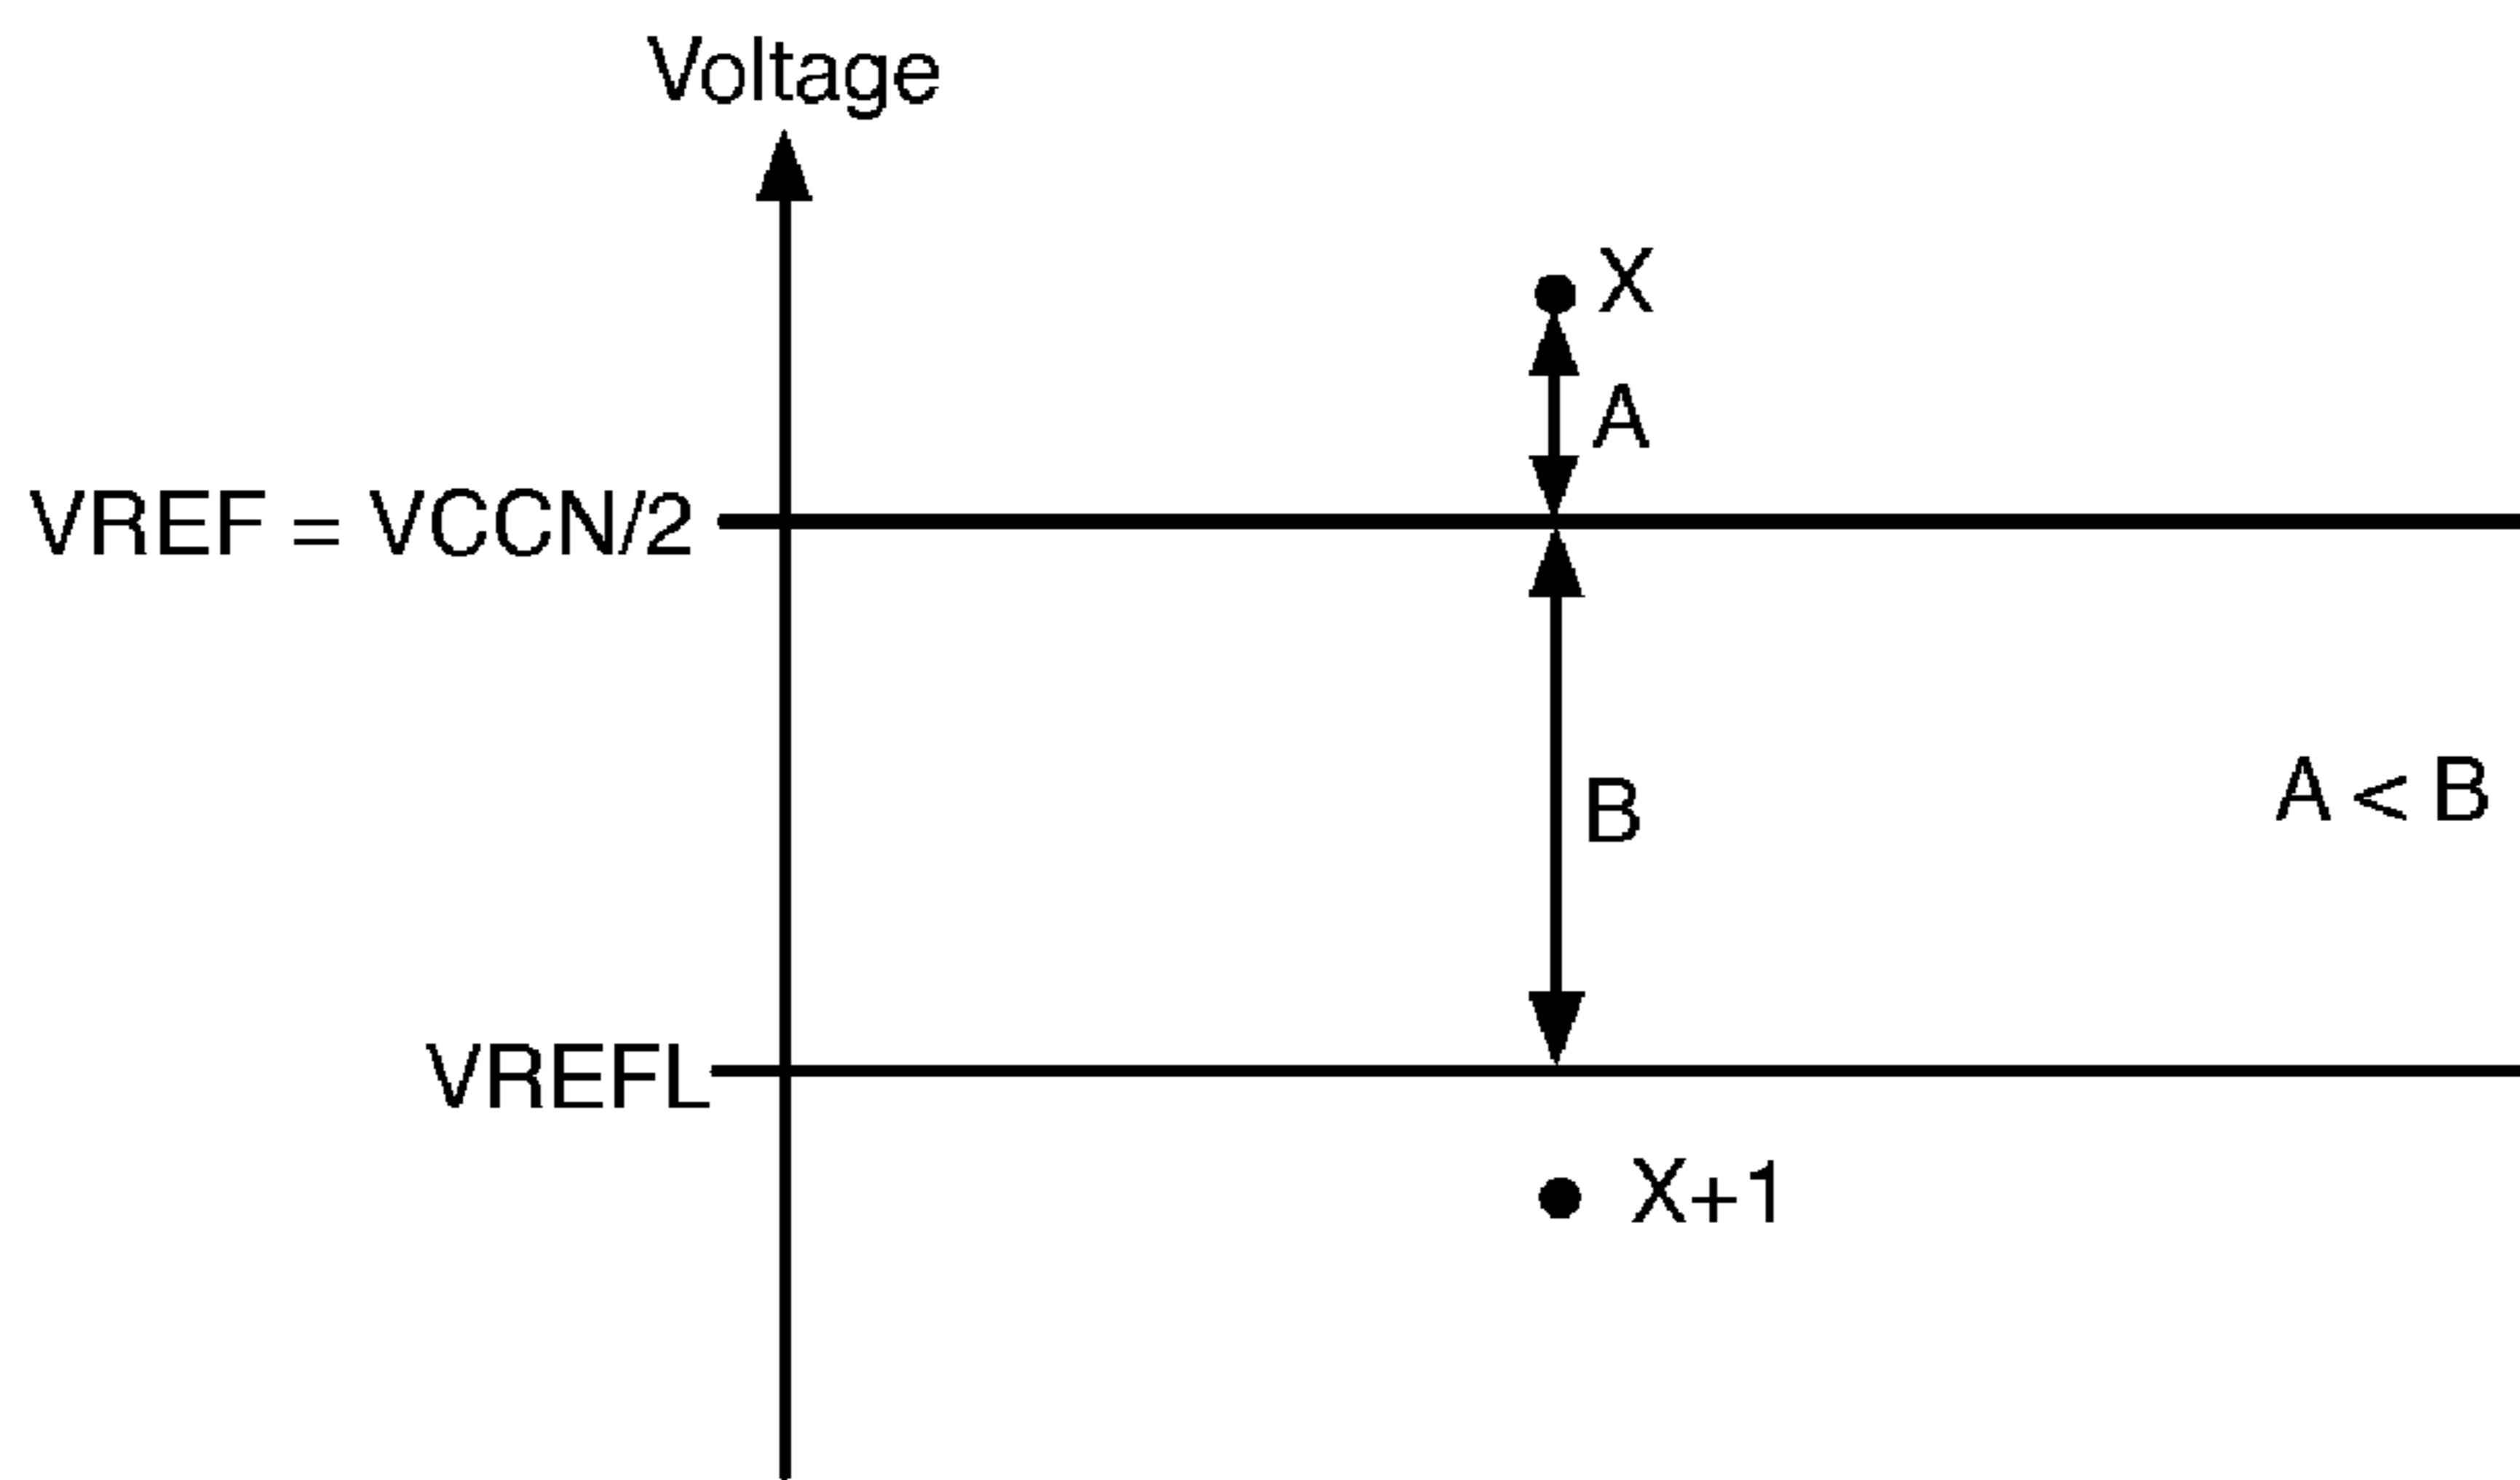 Voltage
X
A
VREF = VCCN/2
B
A < B
VREFL
X+1